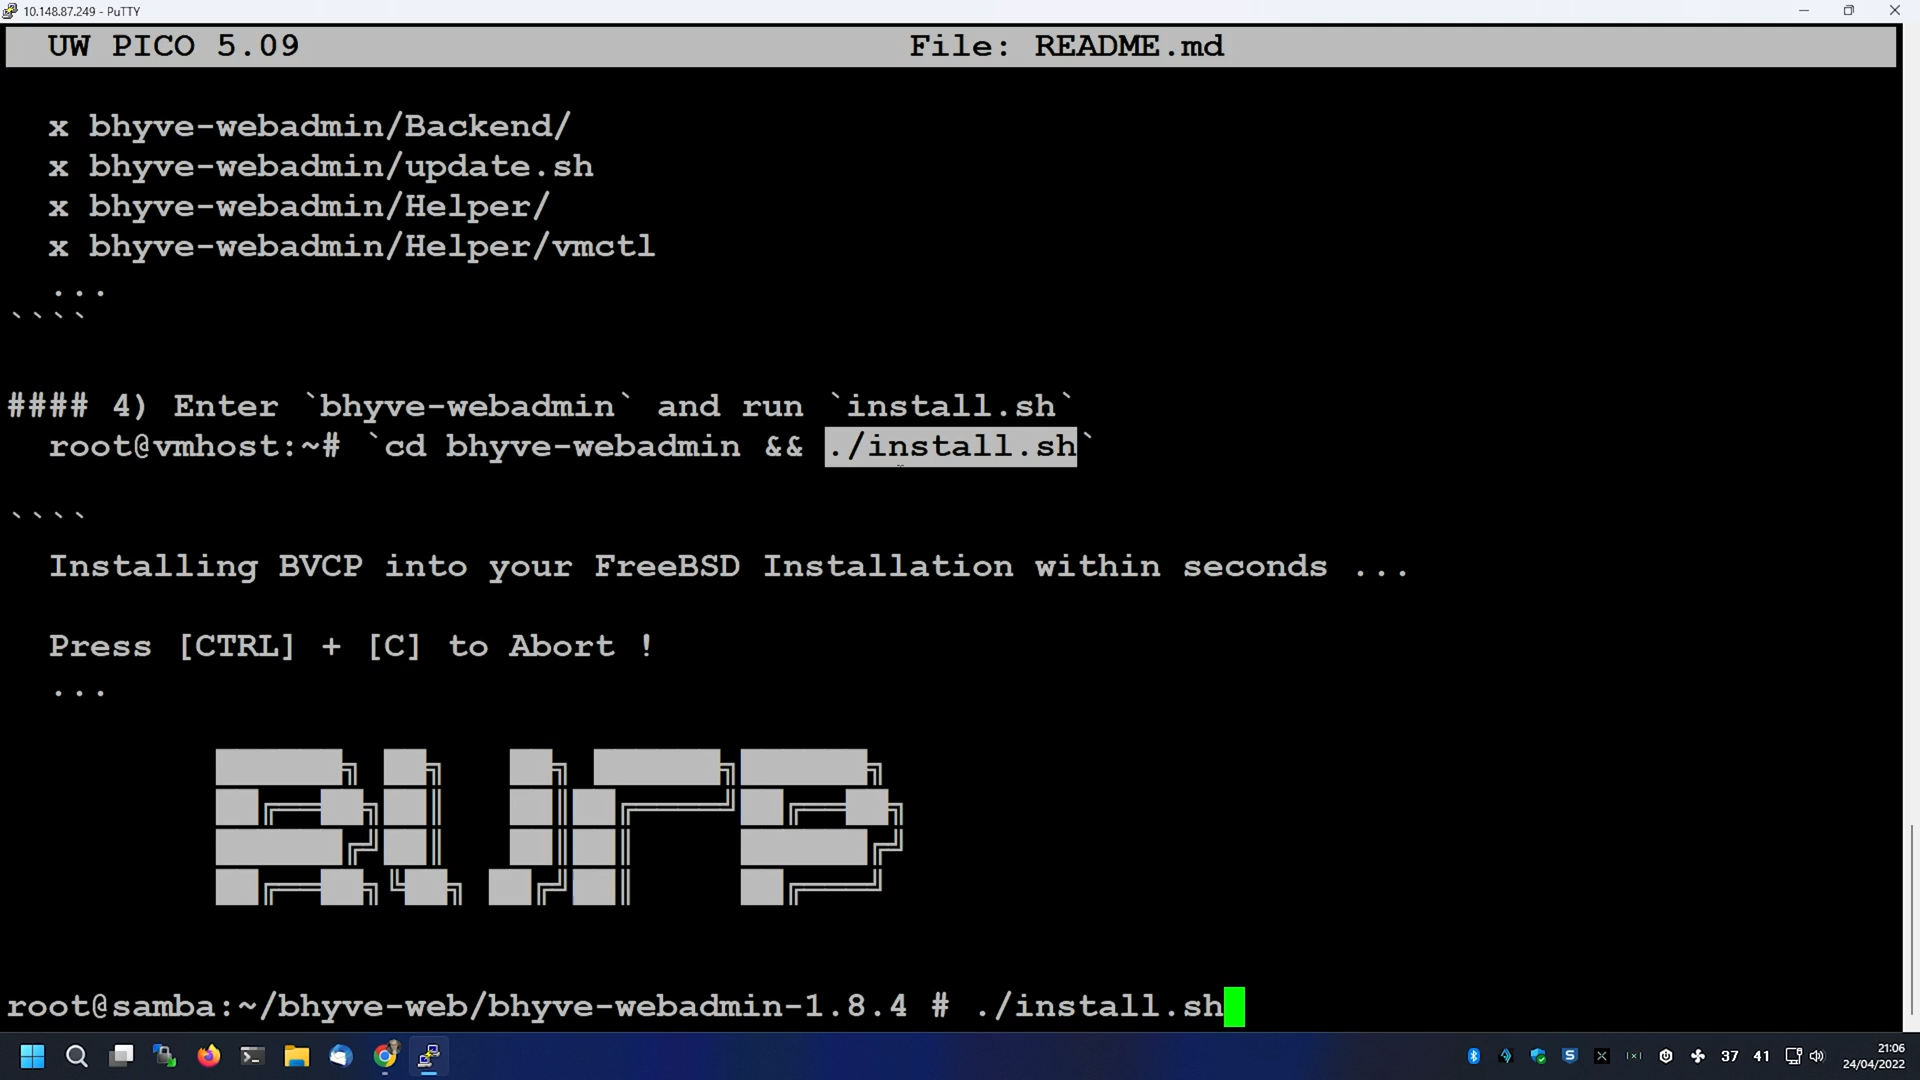 10.148.87.249 - PuTTY
UW PICO 5.09 File: README.md
x bhyve-webadmin/Backend/
x bhyve-webadmin/update.sh
x bhyve-webadmin/Helper/
x bhyve-webadmin/Helper/vmctl
...
````
#### 4) Enter `bhyve-webadmin` and run `install.sh`
root@vmhost:~# `cd bhyve-webadmin && ./install.sh`
````
Installing BVCP into your FreeBSD Installation within seconds ...
Press [CTRL] + [C] to Abort !
...
██████╗ ██╗   ██╗ ██████╗██████╗
██╔══██╗██║   ██║██╔════╝██╔══██╗
██████╔╝██║   ██║██║     ██████╔╝
██╔══██╗╚██╗ ██╔╝██║     ██╔═══╝
root@samba:~/bhyve-web/bhyve-webadmin-1.8.4 # ./install.sh
37 41
21:06
24/04/2022